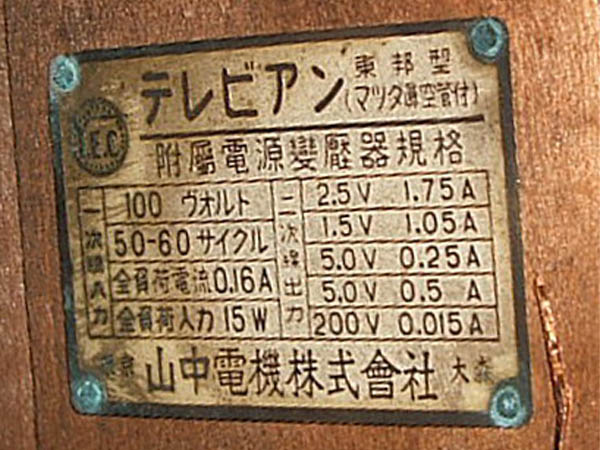 テレビアン 東邦型
(マツダ眞空管付)
附屬電源變壓器規格
一次線入力
100 ヴォルト
50-60 サイクル
全負荷電流 0.16A
全負荷入力 15W
二次線出力
2.5V 1.75A
1.5V 1.05A
5.0V 0.25A
5.0V 0.5 A
200V 0.015A
東京 山中電機株式會社 大森